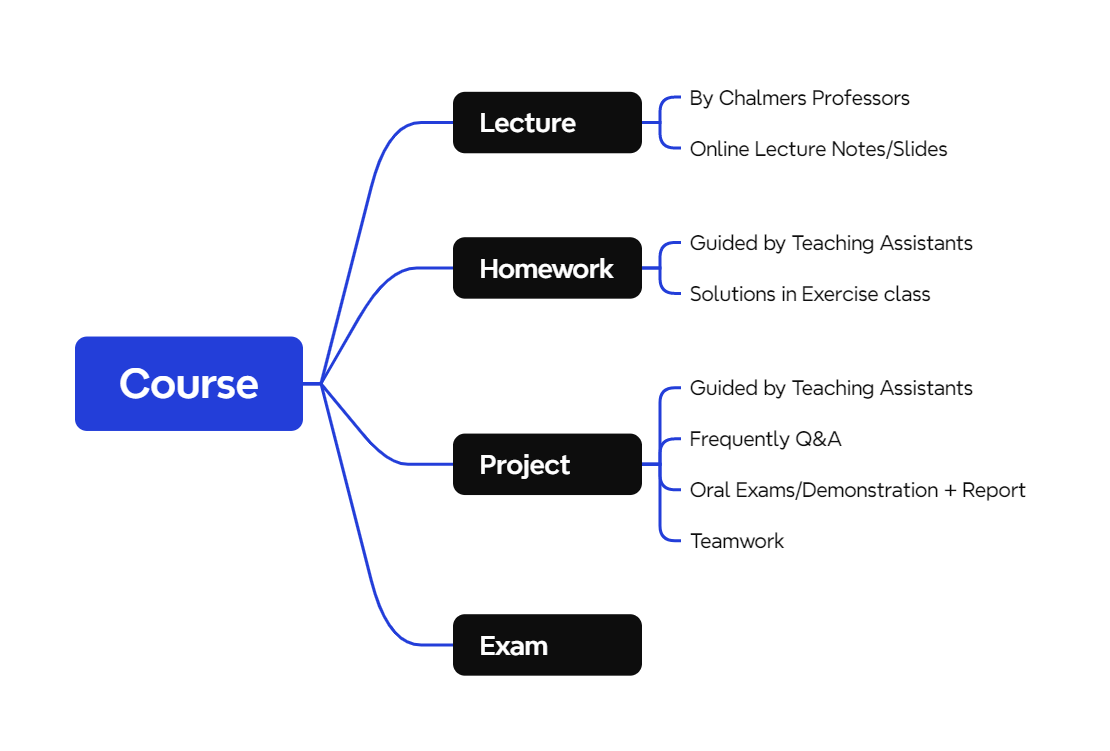 Course
Lecture
By Chalmers Professors
Online Lecture Notes/Slides
Homework
Guided by Teaching Assistants
Solutions in Exercise class
Project
Guided by Teaching Assistants
Frequently Q&A
Oral Exams/Demonstration + Report
Teamwork
Exam